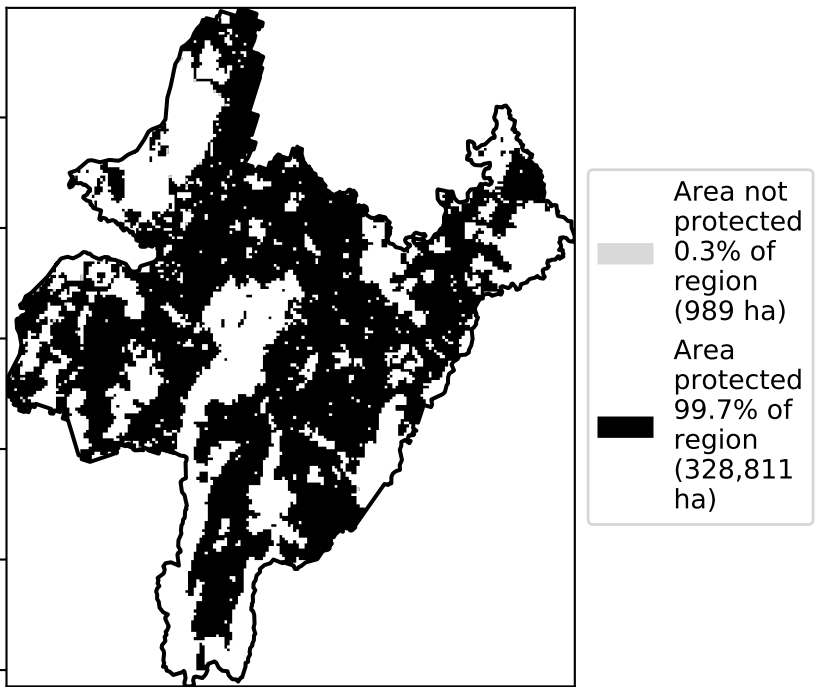 Area not
protected
0.3% of
region
(989 ha)
Area
protected
99.7% of
region
(328,811
ha)